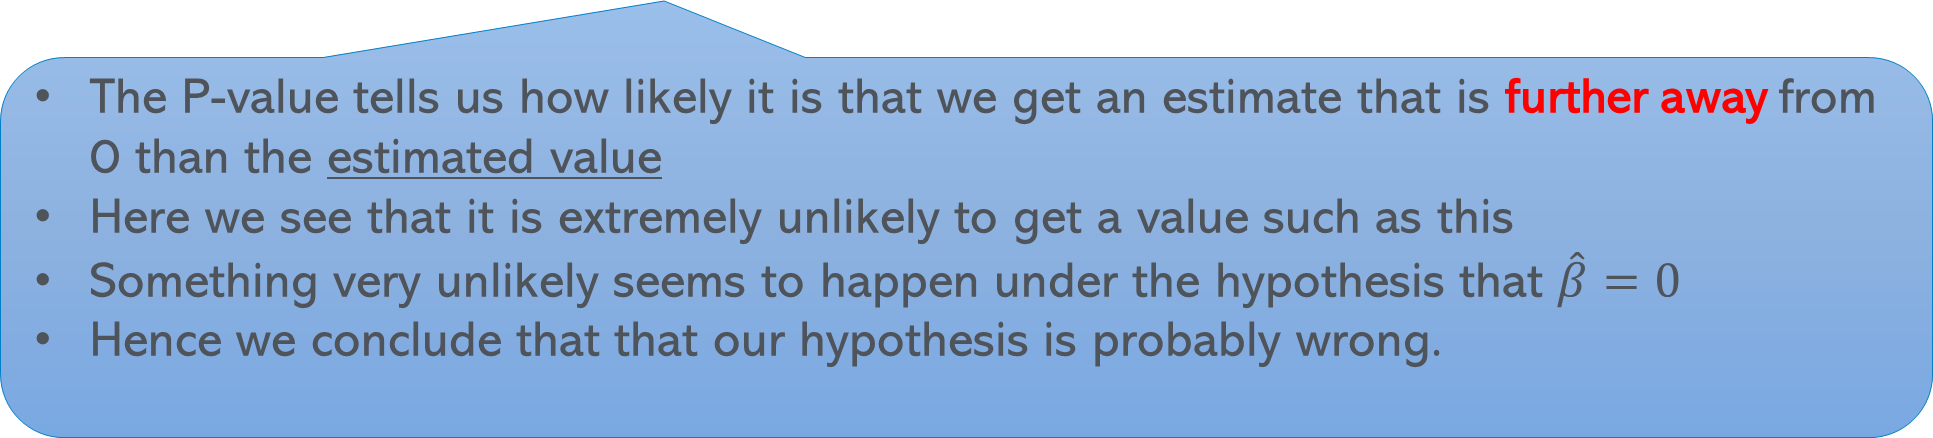 • The P-value tells us how likely it is that we get an estimate that is further away from
0 than the estimated value
• Here we see that it is extremely unlikely to get a value such as this
• Something very unlikely seems to happen under the hypothesis that β̂ = 0
• Hence we conclude that that our hypothesis is probably wrong.